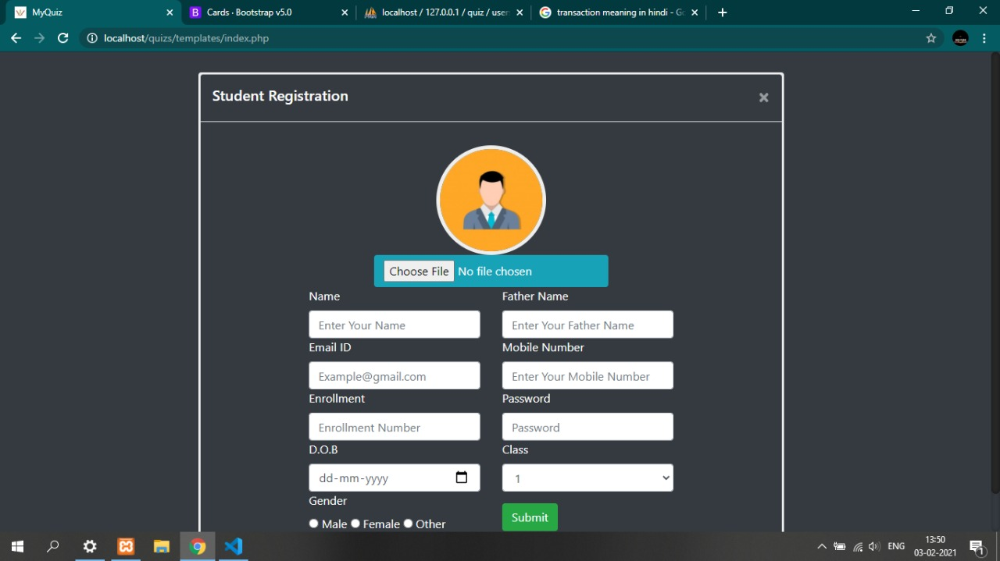 MyQuiz
Cards · Bootstrap v5.0
localhost / 127.0.0.1 / quiz / user
transaction meaning in hindi - Go
localhost/quizs/templates/index.php
Student Registration
Choose File No file chosen
Name Father Name
Enter Your Name Enter Your Father Name
Email ID Mobile Number
Example@gmail.com Enter Your Mobile Number
Enrollment Password
Enrollment Number Password
D.O.B Class
dd-mm-yyyy 1
Gender
Submit
Male Female Other
ENG
13:50
03-02-2021
1